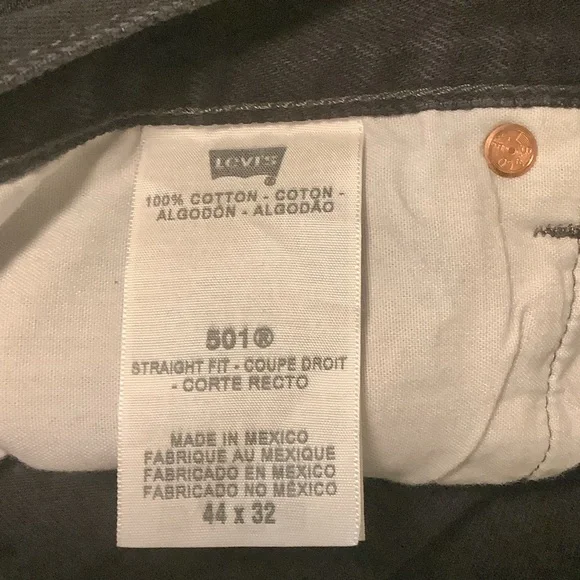 Levi's
®
100% COTTON - COTON -
ALGODÓN - ALGODÃO
501®
STRAIGHT FIT - COUPE DROIT
- CORTE RECTO
MADE IN MEXICO
FABRIQUE AU MEXIQUE
FABRICADO EN MEXICO
FABRICADO NO MÉXICO
44 x 32